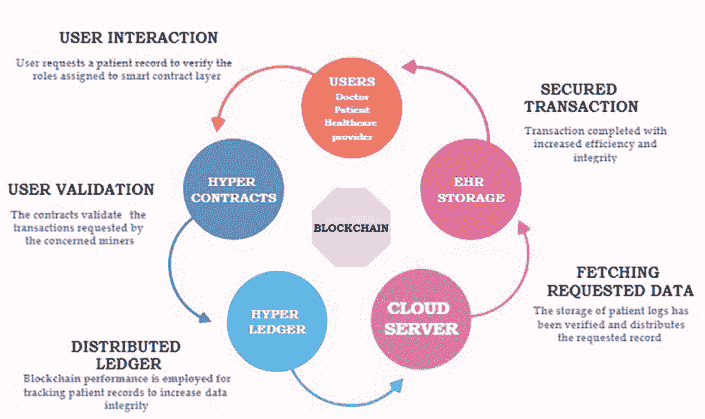 USER INTERACTION
User requests a patient record to verify the
roles assigned to smart contract layer
USERS
Doctor
Patient
Healthcare
provider
SECURED
TRANSACTION
Transaction completed with
increased efficiency and
integrity
HYPER
CONTRACTS
EHR
STORAGE
USER VALIDATION
The contracts validate the
transactions requested by
the concerned miners
BLOCKCHAIN
FETCHING
REQUESTED DATA
The storage of patient logs has
been verified and distributes
the requested record
HYPER
LEDGER
CLOUD
SERVER
DISTRIBUTED
LEDGER
Blockchain performance is employed for
tracking patient records to increase data
integrity